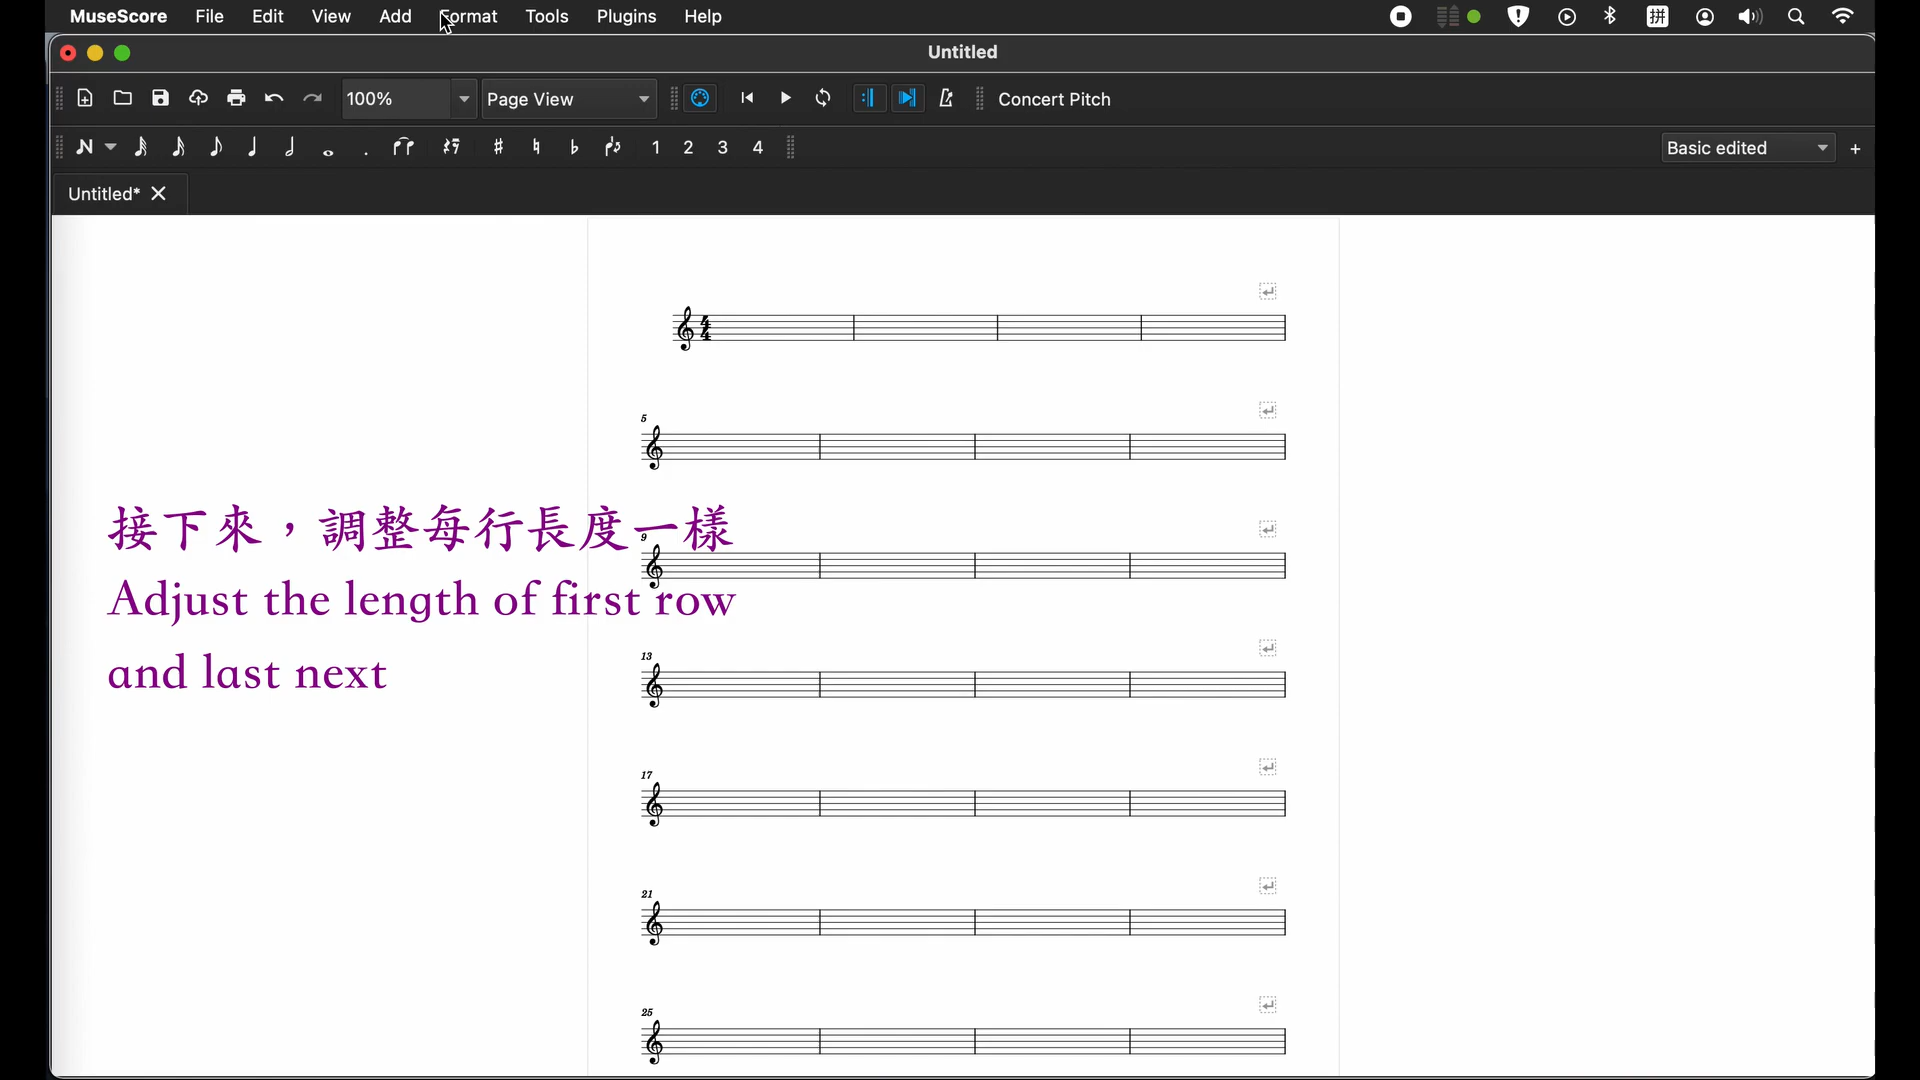 MuseScore File Edit View Add Format Tools Plugins Help 拼
Untitled
100% Page View Concert Pitch
1 2 3 4 Basic edited +
Untitled*
5
接下來，調整每行長度一樣
9
Adjust the length of first row
and last next
13
17
21
25